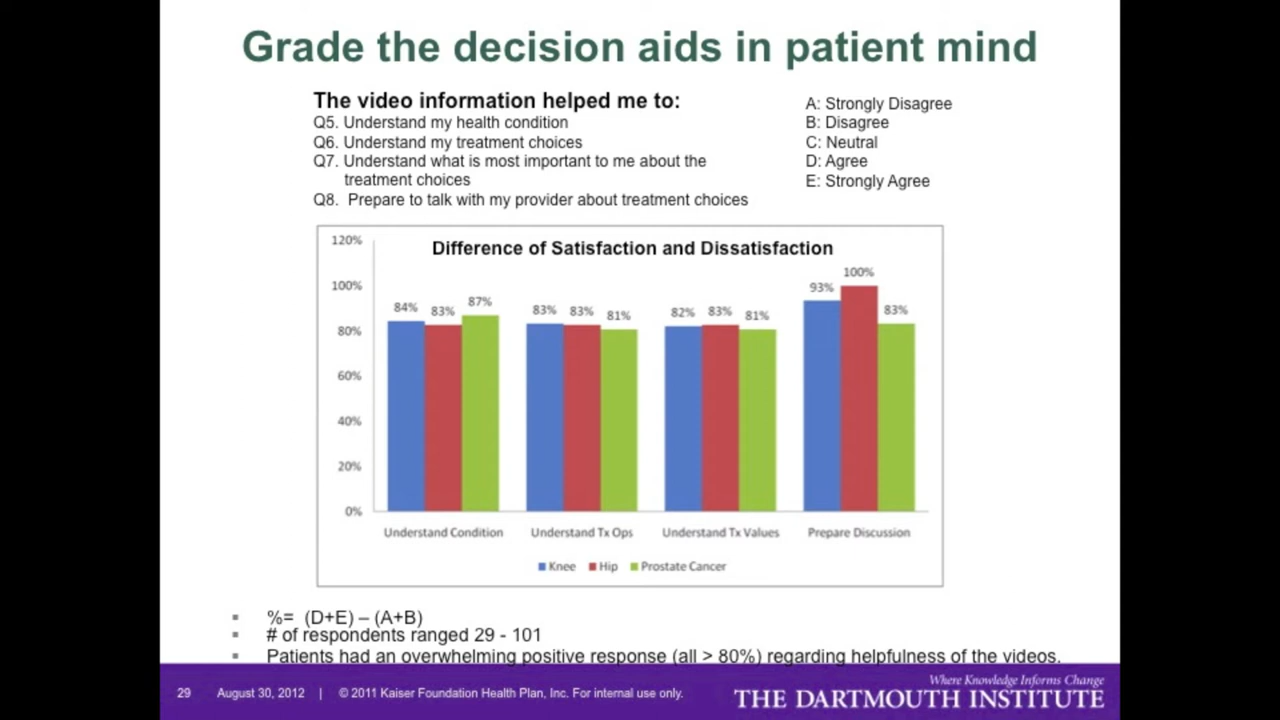 Grade the decision aids in patient mind
The video information helped me to:
Q5. Understand my health condition
Q6. Understand my treatment choices
Q7. Understand what is most important to me about the
treatment choices
Q8. Prepare to talk with my provider about treatment choices
A: Strongly Disagree
B: Disagree
C: Neutral
D: Agree
E: Strongly Agree
Difference of Satisfaction and Dissatisfaction
120%
100%
80%
60%
40%
20%
0%
84% 83% 87%
83% 83% 81%
82% 83% 81%
93% 100% 83%
Understand Condition Understand Tx Ops Understand Tx Values Prepare Discussion
Knee Hip Prostate Cancer
▪ %= (D+E) – (A+B)
▪ # of respondents ranged 29 - 101
▪ Patients had an overwhelming positive response (all > 80%) regarding helpfulness of the videos.
29 August 30, 2012 | © 2011 Kaiser Foundation Health Plan, Inc. For internal use only.
Where Knowledge Informs Change
THE DARTMOUTH INSTITUTE